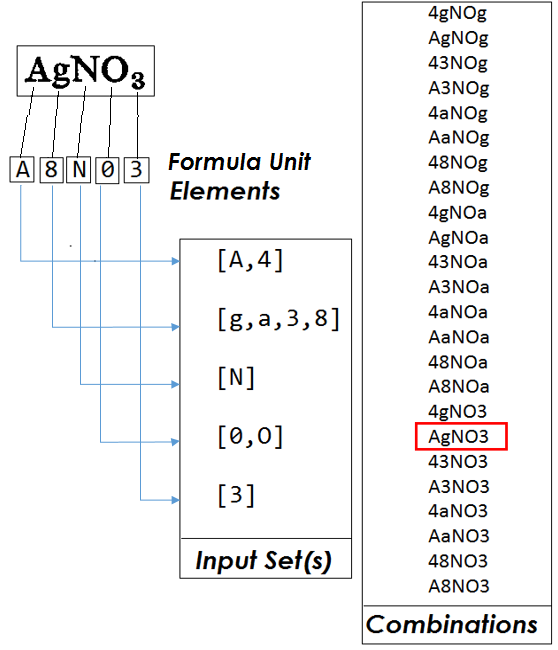 AgNO₃
A 8 N 0 3
Formula Unit
Elements
[A,4]
[g,a,3,8]
[N]
[0,O]
[3]
Input Set(s)
4gNOg
AgNOg
43NOg
A3NOg
4aNOg
AaNOg
48NOg
A8NOg
4gNOa
AgNOa
43NOa
A3NOa
4aNOa
AaNOa
48NOa
A8NOa
4gNO3
AgNO3
43NO3
A3NO3
4aNO3
AaNO3
48NO3
A8NO3
Combinations